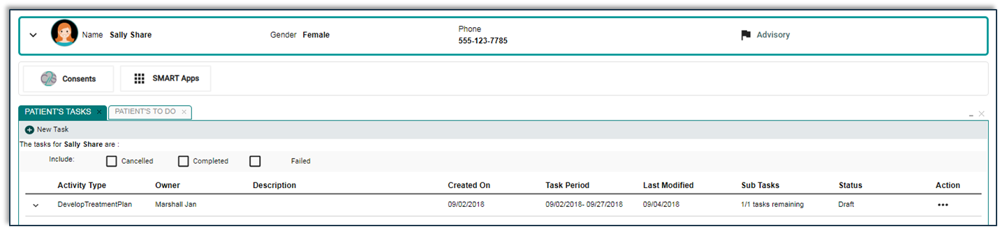 Name Sally Share Gender Female Phone 555-123-7785 Advisory
Consents SMART Apps
PATIENT'S TASKS × PATIENT'S TO DO ×
New Task
The tasks for Sally Share are :
Include: Cancelled Completed Failed
Activity Type Owner Description Created On Task Period Last Modified Sub Tasks Status Action
DevelopTreatmentPlan Marshall Jan 09/02/2018 09/02/2018- 09/27/2018 09/04/2018 1/1 tasks remaining Draft